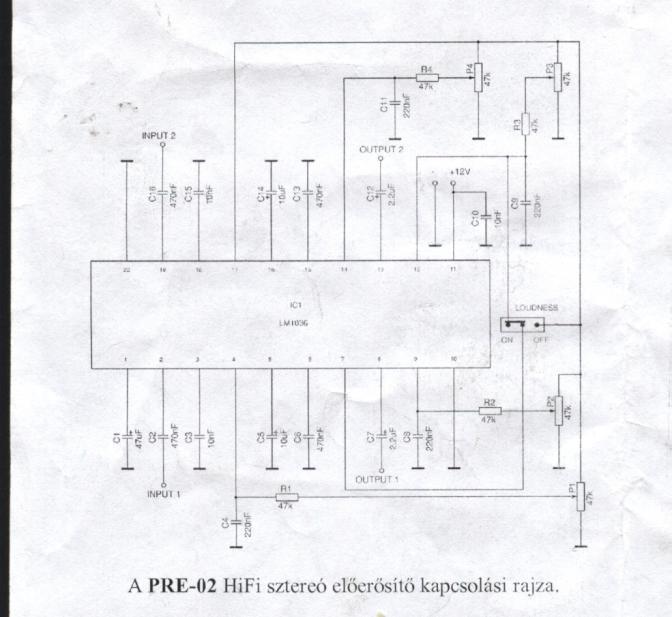 R4
47k
P4
47k
P3
47k
C11
220nF
R3
47k
INPUT 2
OUTPUT 2
+12V
C16
470nF
C15
10nF
C14
+
10uF
C13
470nF
C12
+
2.2uF
C10
10nF
C9
220nF
20
19
18
17
16
15
14
13
12
11
IC1
LM1036
LOUDNESS
ON
OFF
1
2
3
4
5
6
7
8
9
10
C1
+
47uF
C2
470nF
C3
10nF
C5
+
10uF
C6
470nF
C7
+
2.2uF
C8
220nF
R2
47k
P2
47k
INPUT 1
OUTPUT 1
R1
47k
P1
47k
C4
220nF
A PRE-02 HiFi sztereó előerősítő kapcsolási rajza.